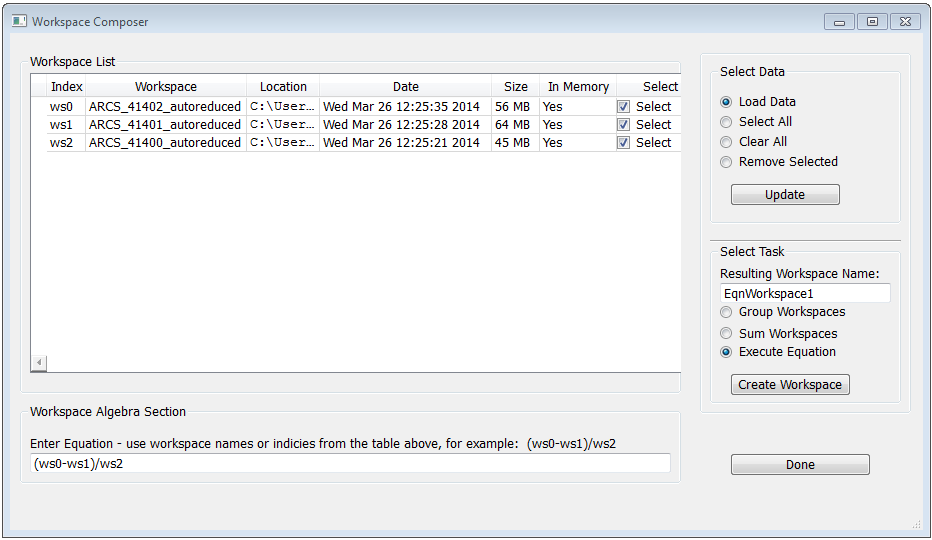 Workspace Composer
Workspace List
Index Workspace Location Date Size In Memory Select
ws0 ARCS_41402_autoreduced C:\User... Wed Mar 26 12:25:35 2014 56 MB Yes Select
ws1 ARCS_41401_autoreduced C:\User... Wed Mar 26 12:25:28 2014 64 MB Yes Select
ws2 ARCS_41400_autoreduced C:\User... Wed Mar 26 12:25:21 2014 45 MB Yes Select
Workspace Algebra Section
Enter Equation - use workspace names or indicies from the table above, for example: (ws0-ws1)/ws2
(ws0-ws1)/ws2
Select Data
Load Data
Select All
Clear All
Remove Selected
Update
Select Task
Resulting Workspace Name:
EqnWorkspace1
Group Workspaces
Sum Workspaces
Execute Equation
Create Workspace
Done